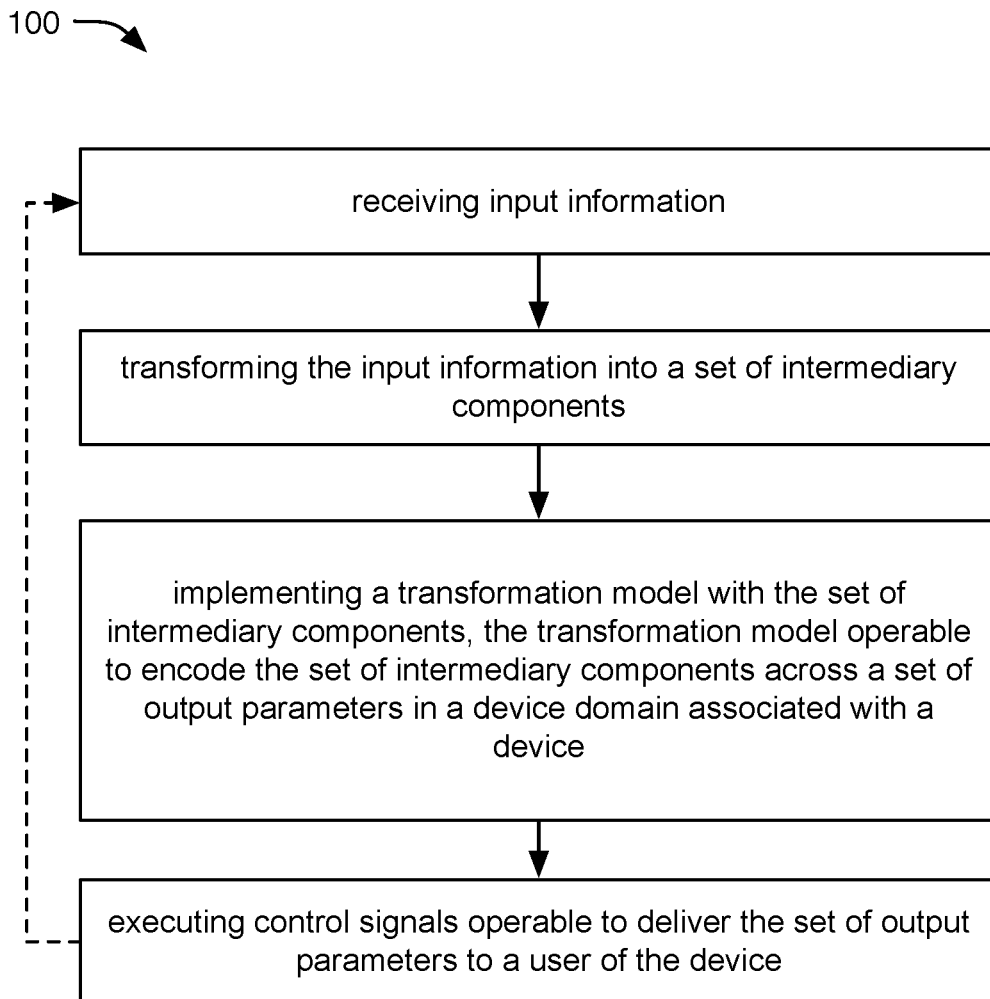 100
receiving input information
transforming the input information into a set of intermediary
components
implementing a transformation model with the set of
intermediary components, the transformation model operable
to encode the set of intermediary components across a set of
output parameters in a device domain associated with a
device
executing control signals operable to deliver the set of output
parameters to a user of the device